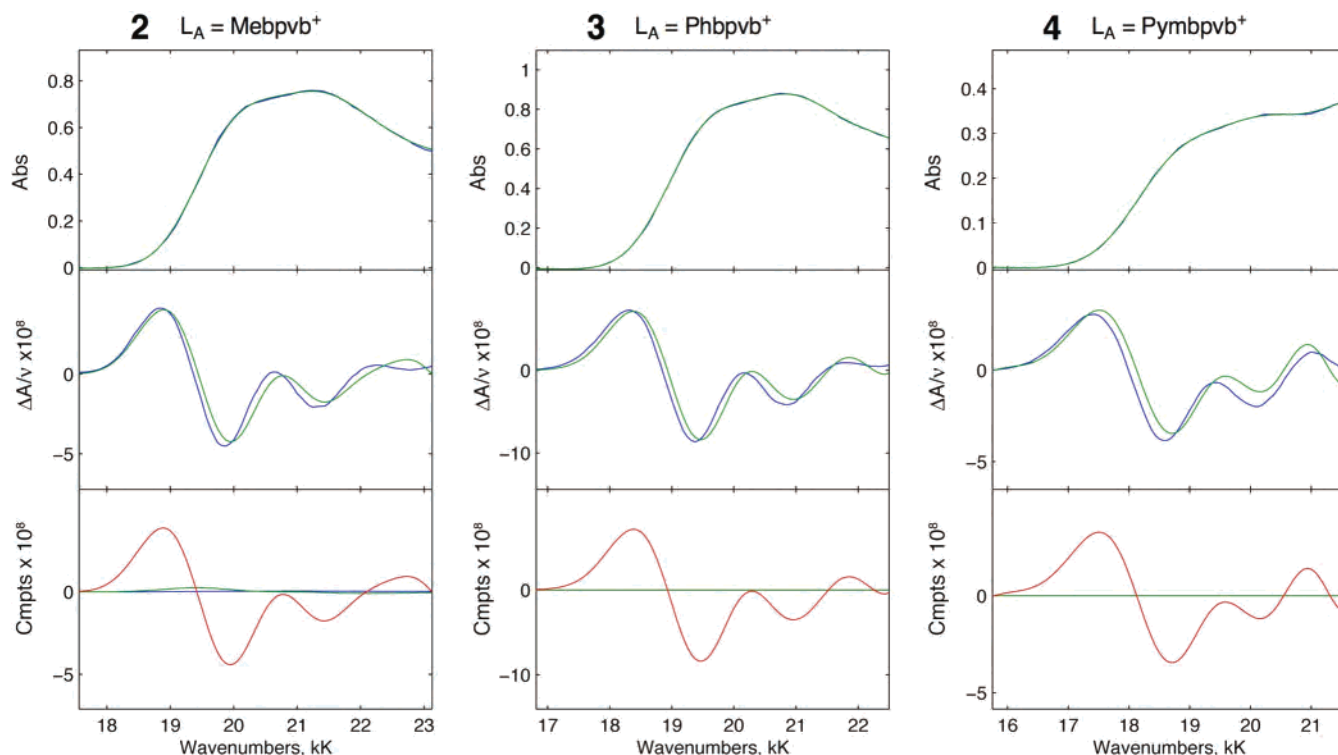 2 L_A = Mebpvb⁺
3 L_A = Phbpvb⁺
4 L_A = Pymbpvb⁺
Abs
0.8
0.6
0.4
0.2
0
Abs
1
0.8
0.6
0.4
0.2
0
Abs
0.4
0.3
0.2
0.1
0
ΔA/ν x10⁸
0
−5
ΔA/ν x10⁸
0
−10
ΔA/ν x10⁸
0
−5
Cmpts x 10⁸
0
−5
Cmpts x 10⁸
0
−10
Cmpts x 10⁸
0
−5
18 19 20 21 22 23
17 18 19 20 21 22
16 17 18 19 20 21
Wavenumbers, kK
Wavenumbers, kK
Wavenumbers, kK